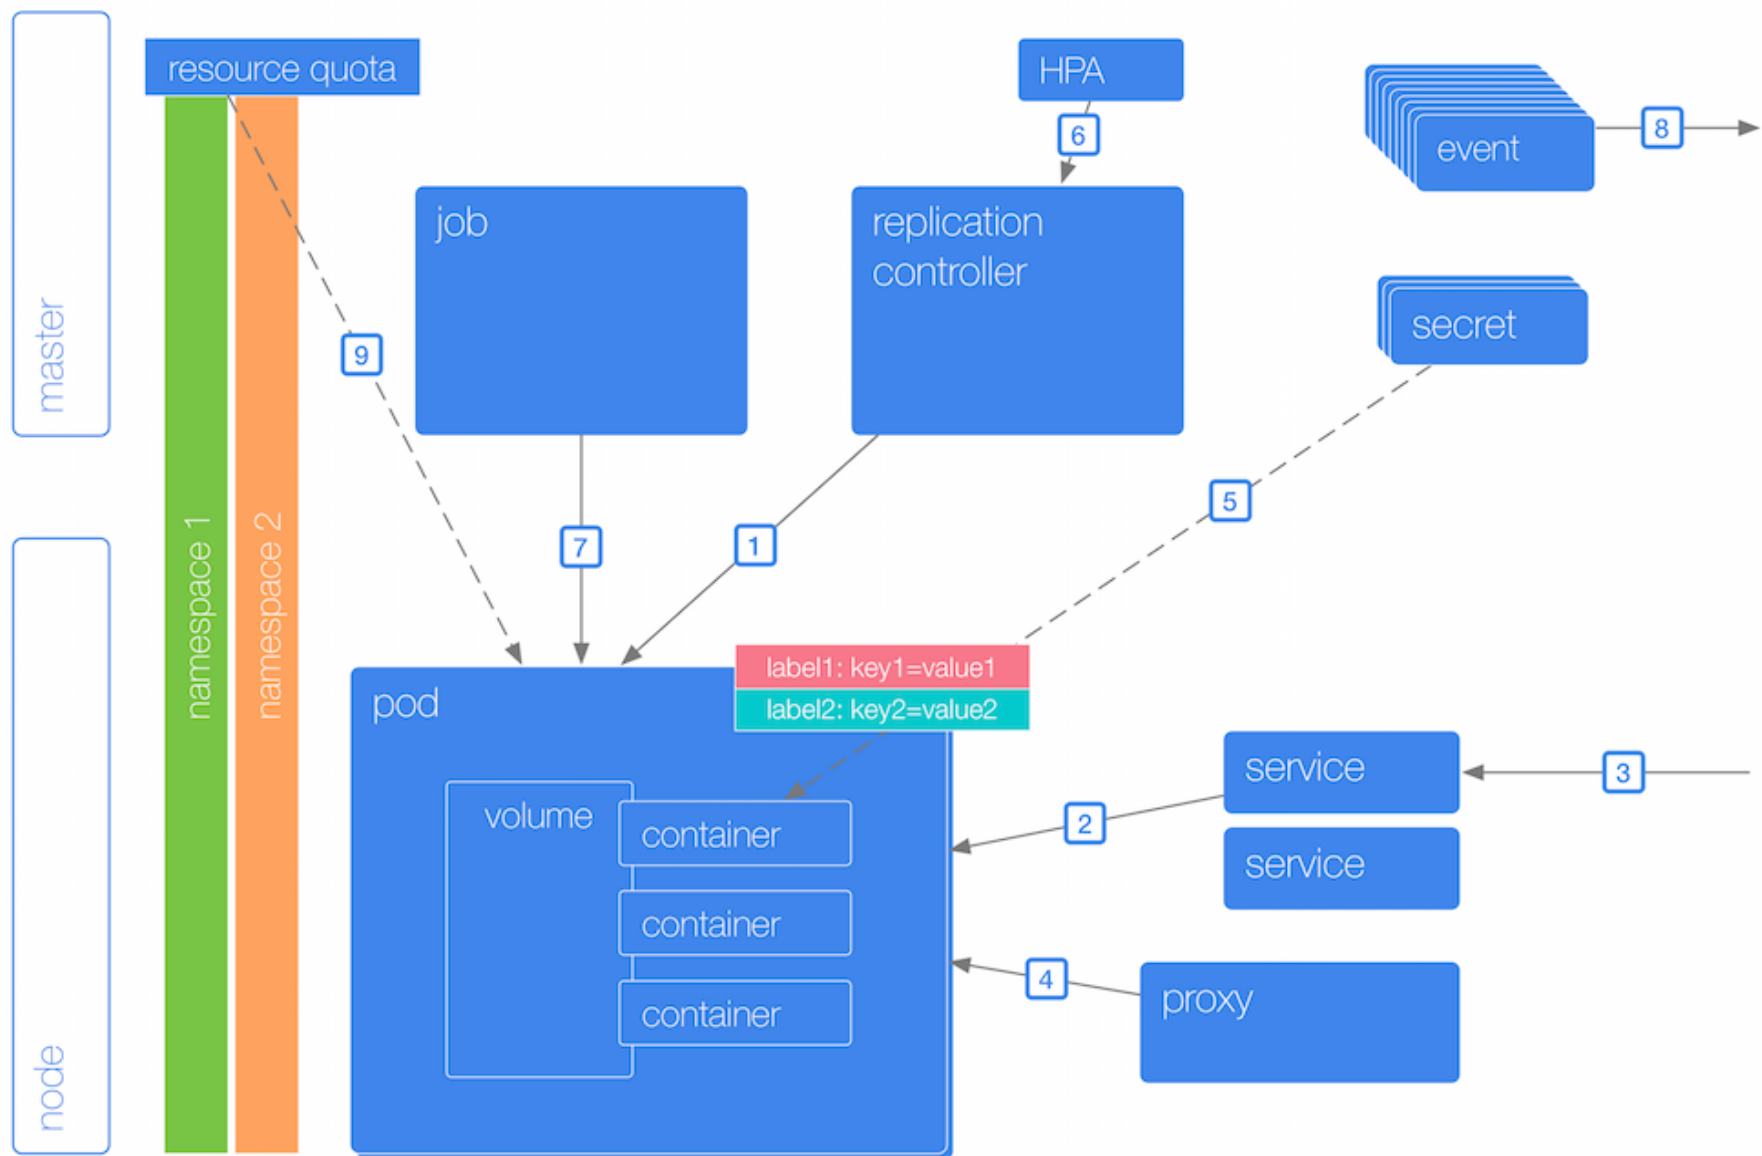 resource quota
HPA
6
event
8
job
replication
controller
master
secret
9
5
namespace 1
namespace 2
7
1
label1: key1=value1
label2: key2=value2
pod
service
3
2
volume
container
service
container
4
proxy
container
node